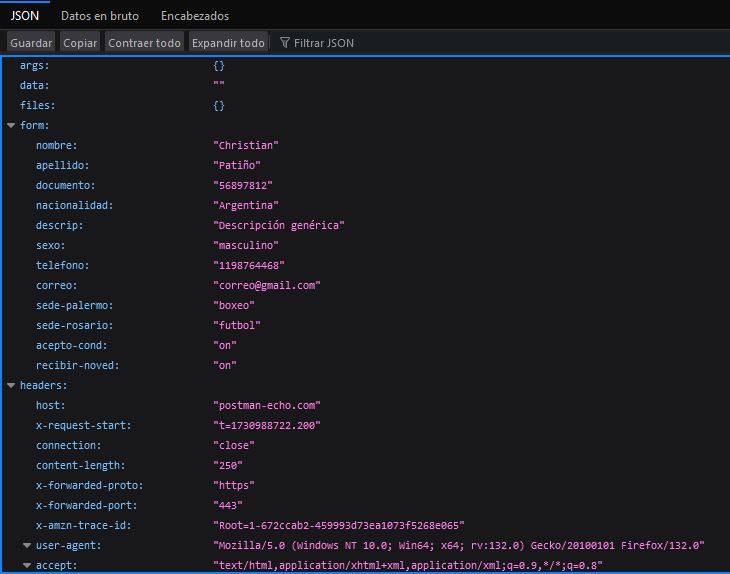 JSON Datos en bruto Encabezados
Guardar Copiar Contraer todo Expandir todo Filtrar JSON
args: {}
data: ""
files: {}
form:
nombre: "Christian"
apellido: "Patiño"
documento: "56897812"
nacionalidad: "Argentina"
descrip: "Descripción genérica"
sexo: "masculino"
telefono: "1198764468"
correo: "correo@gmail.com"
sede-palermo: "boxeo"
sede-rosario: "futbol"
acepto-cond: "on"
recibir-noved: "on"
headers:
host: "postman-echo.com"
x-request-start: "t=1730988722.200"
connection: "close"
content-length: "250"
x-forwarded-proto: "https"
x-forwarded-port: "443"
x-amzn-trace-id: "Root=1-672ccab2-459993d73ea1073f5268e065"
user-agent: "Mozilla/5.0 (Windows NT 10.0; Win64; x64; rv:132.0) Gecko/20100101 Firefox/132.0"
accept: "text/html,application/xhtml+xml,application/xml;q=0.9,*/*;q=0.8"